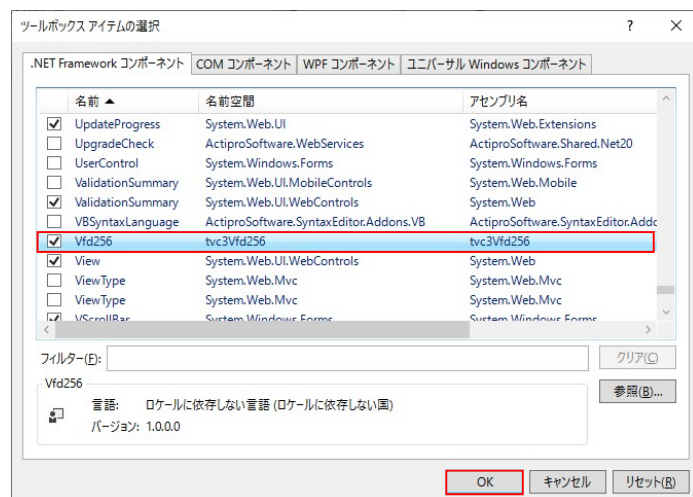 ツールボックス アイテムの選択
? ×
.NET Framework コンポーネント COM コンポーネント WPF コンポーネント ユニバーサル Windows コンポーネント
名前 名前空間 アセンブリ名
UpdateProgress System.Web.UI System.Web.Extensions
UpgradeCheck ActiproSoftware.WebServices ActiproSoftware.Shared.Net20
UserControl System.Windows.Forms System.Windows.Forms
ValidationSummary System.Web.UI.MobileControls System.Web.Mobile
ValidationSummary System.Web.UI.WebControls System.Web
VBSyntaxLanguage ActiproSoftware.SyntaxEditor.Addons.VB ActiproSoftware.SyntaxEditor.Addc
Vfd256 tvc3Vfd256 tvc3Vfd256
View System.Web.UI.WebControls System.Web
ViewType System.Web.Mvc System.Web.Mvc
ViewType System.Web.Mvc System.Web.Mvc
VScrollBar System.Windows.Forms System.Windows.Forms
フィルター(F): クリア(C)
Vfd256 参照(B)...
言語: ロケールに依存しない言語 (ロケールに依存しない国)
バージョン: 1.0.0.0
OK キャンセル リセット(R)